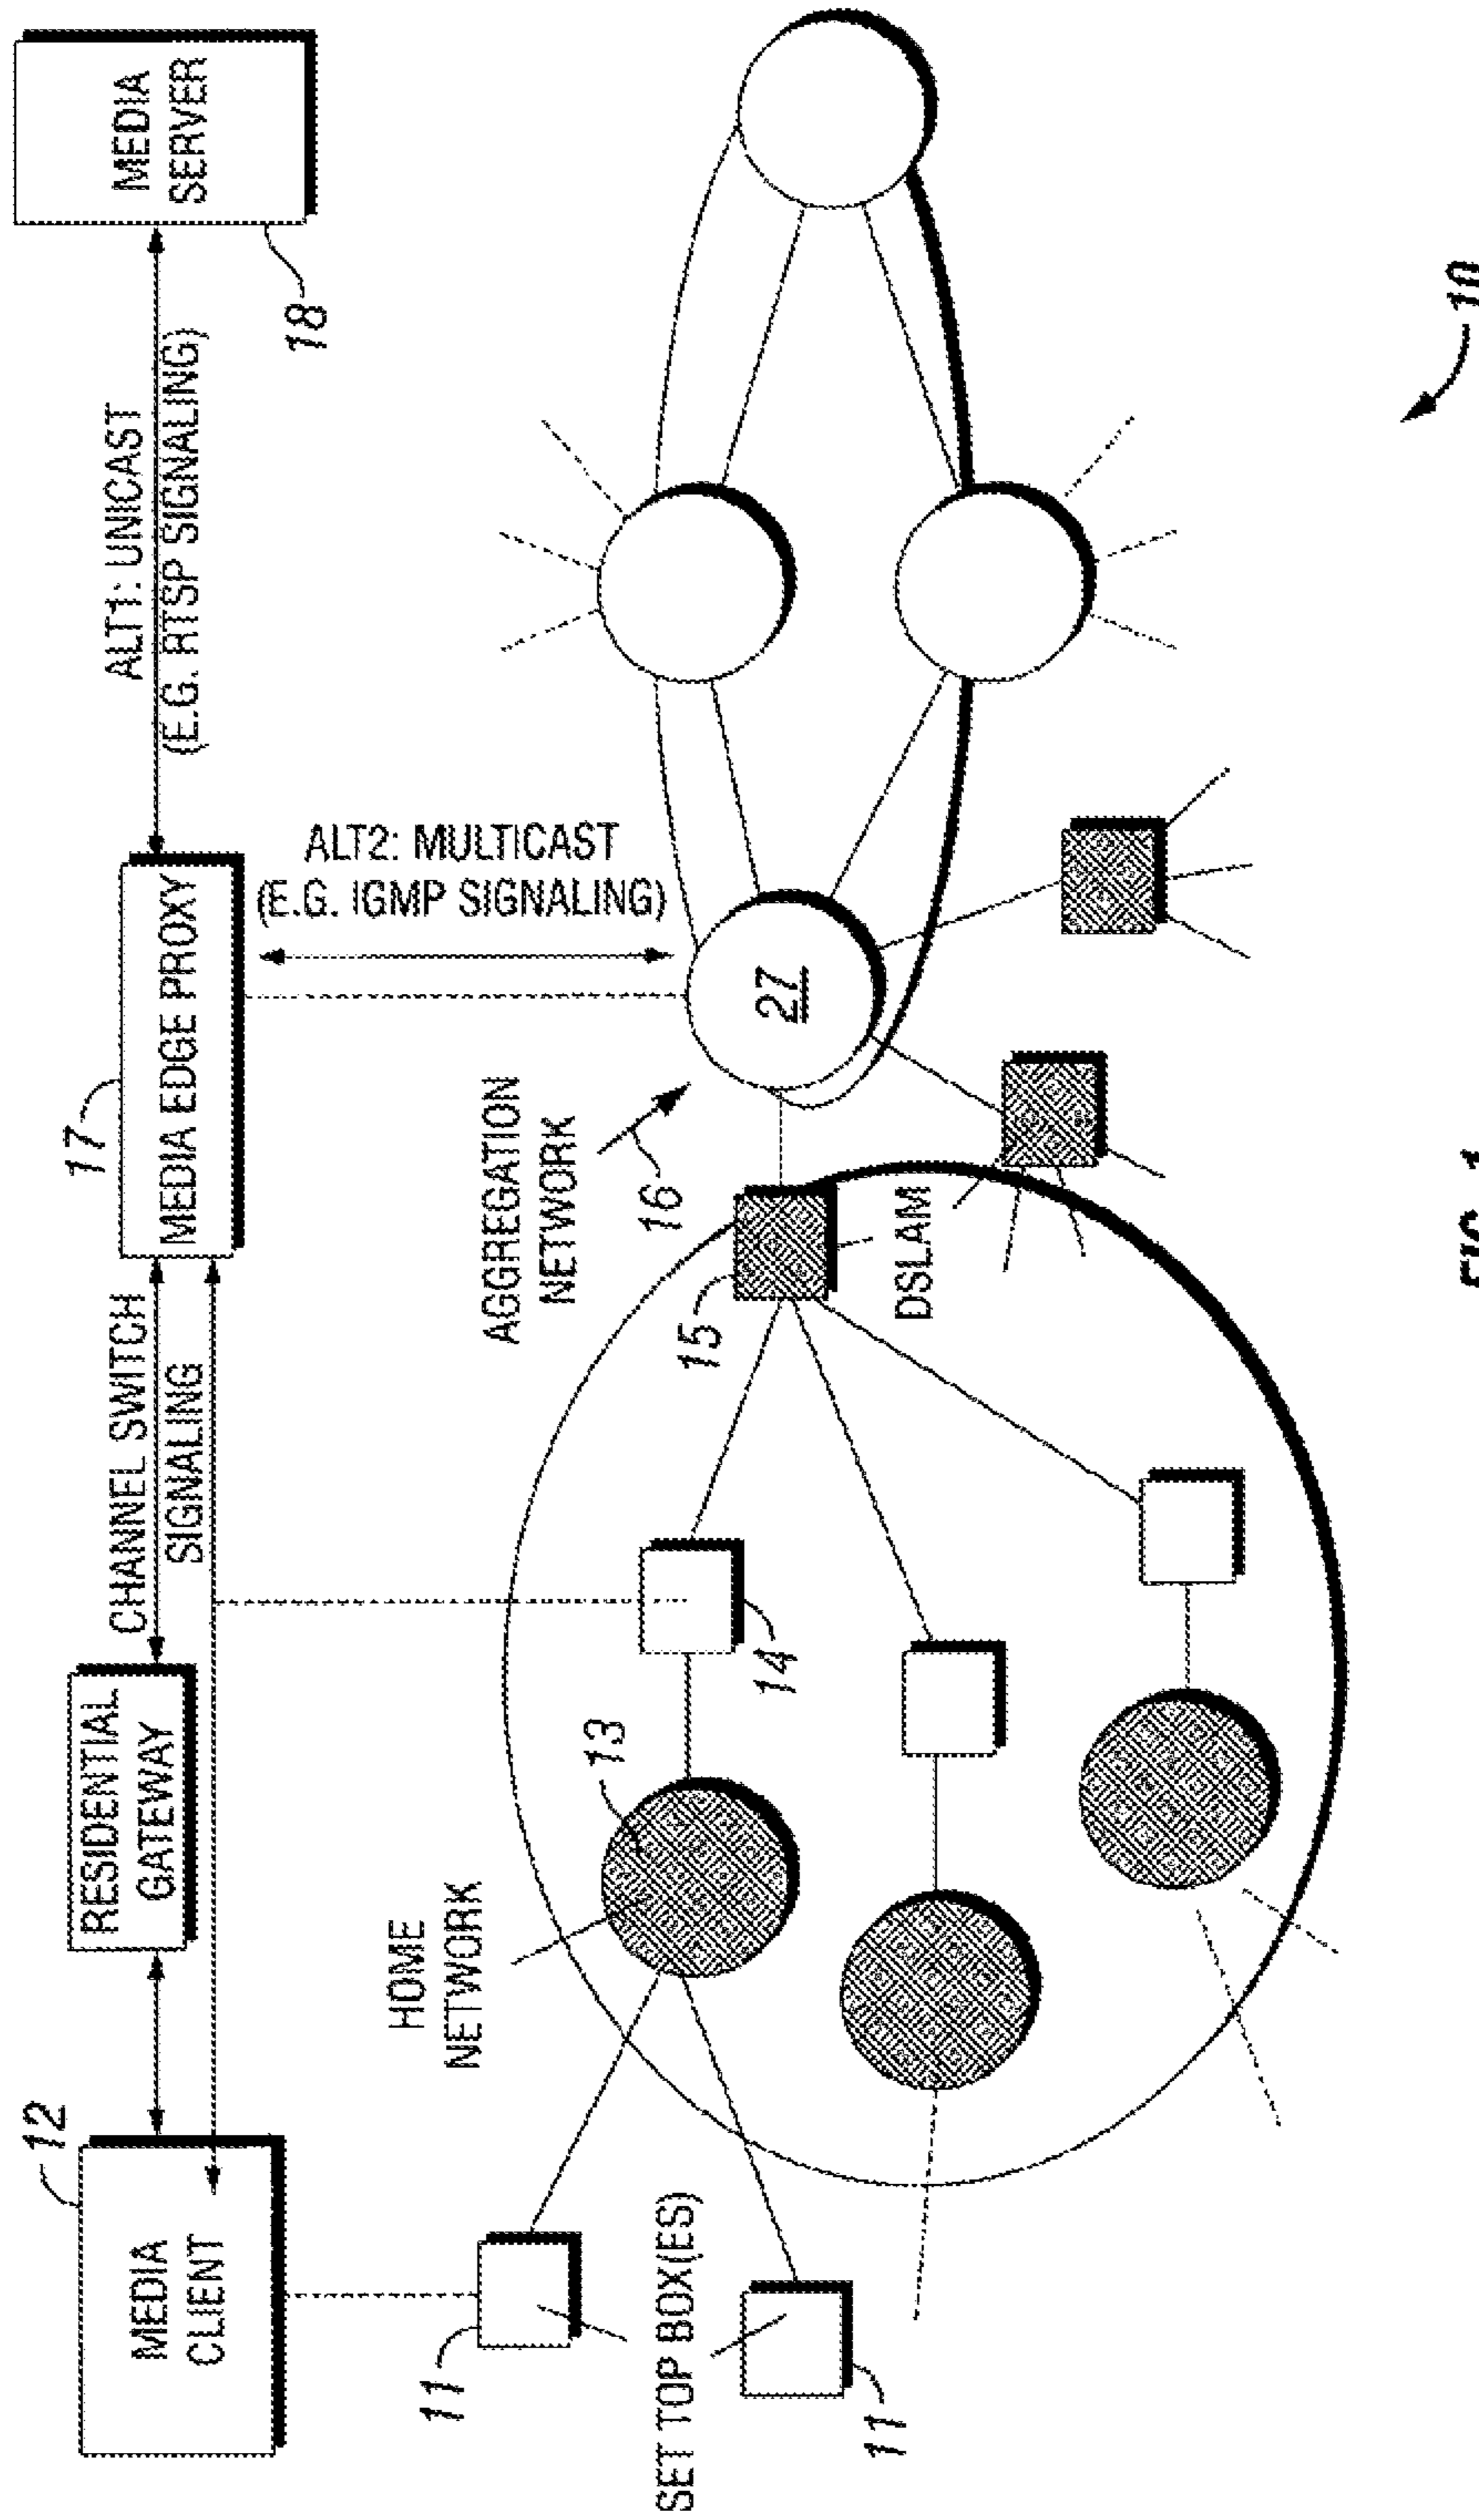 12
MEDIA
CLIENT
RESIDENTIAL
GATEWAY
CHANNEL SWITCH
SIGNALING
17
MEDIA EDGE PROXY
ALT1: UNICAST
(E.G. RTSP SIGNALING)
MEDIA
SERVER
18
ALT2: MULTICAST
(E.G. IGMP SIGNALING)
HOME
NETWORK
13
14
AGGREGATION
NETWORK
16
27
15
DSLAM
11
SET TOP BOX(ES)
11
10
FIG. 1